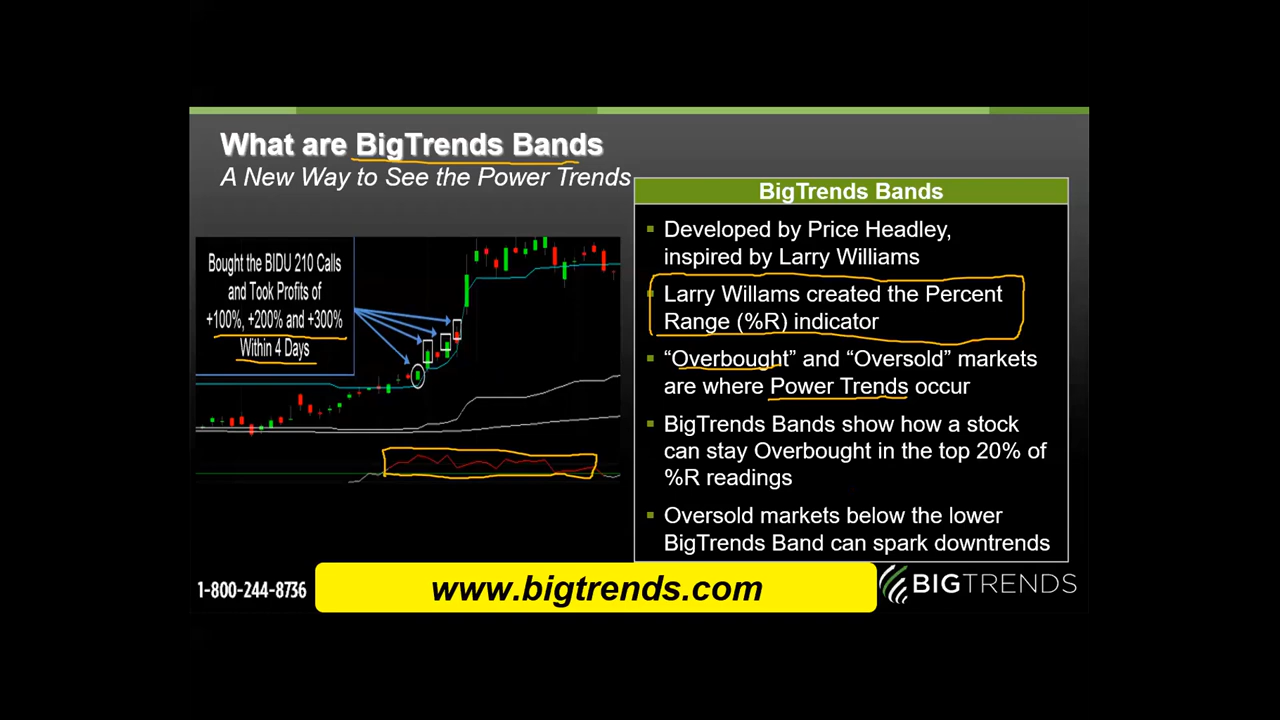 What are BigTrends Bands
A New Way to See the Power Trends
Bought the BIDU 210 Calls
and Took Profits of
+100%, +200% and +300%
Within 4 Days
BigTrends Bands
Developed by Price Headley,
inspired by Larry Williams
Larry Willams created the Percent
Range (%R) indicator
“Overbought” and “Oversold” markets
are where Power Trends occur
BigTrends Bands show how a stock
can stay Overbought in the top 20% of
%R readings
Oversold markets below the lower
BigTrends Band can spark downtrends
1-800-244-8736
www.bigtrends.com
BIGTRENDS